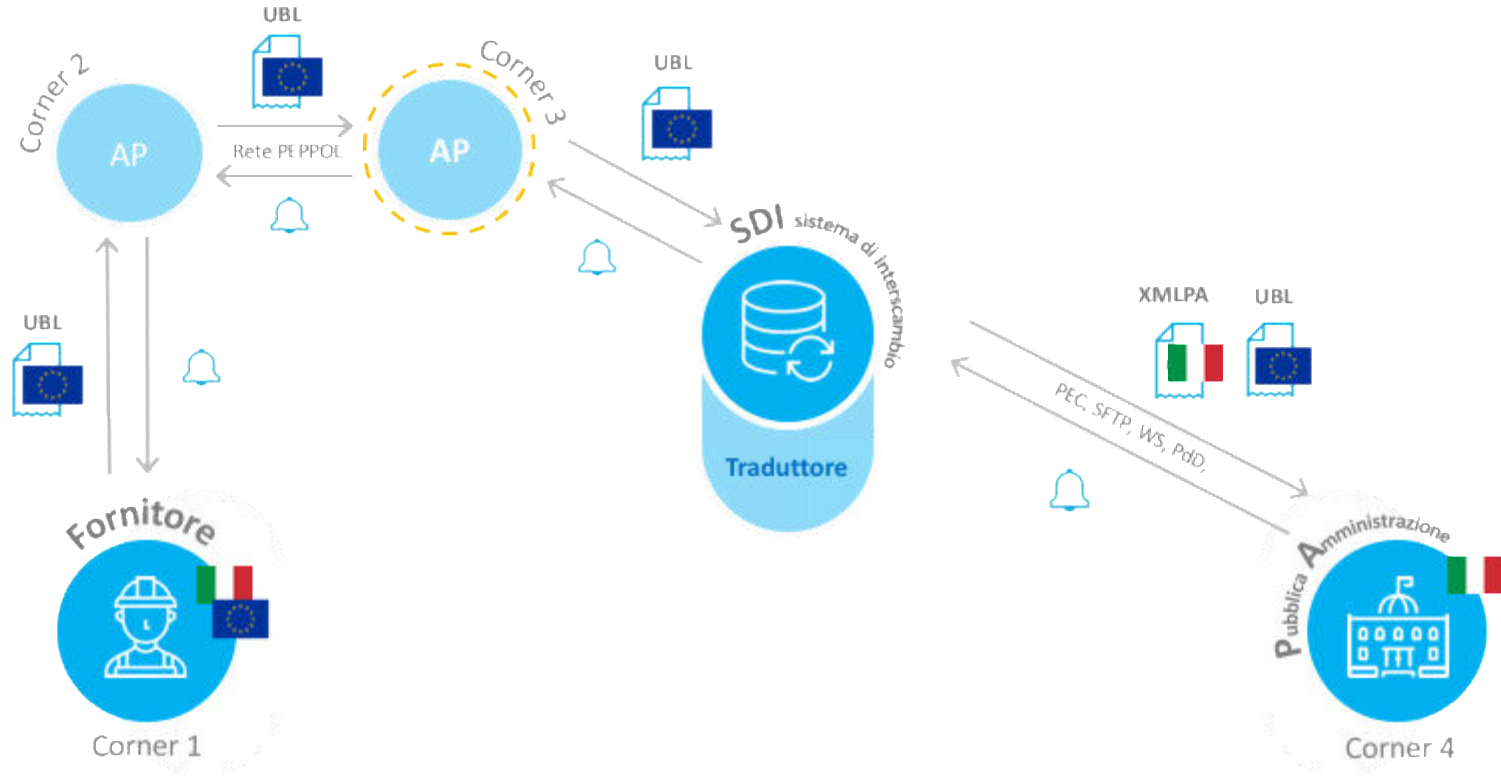 UBL
Corner 2
AP
Rete PEPPOL
Corner 3
AP
UBL
SDI sistema di interscambio
Traduttore
XMLPA
UBL
PEC, SFTP, WS, PdD,
UBL
Fornitore
Corner 1
Pubblica Amministrazione
Corner 4